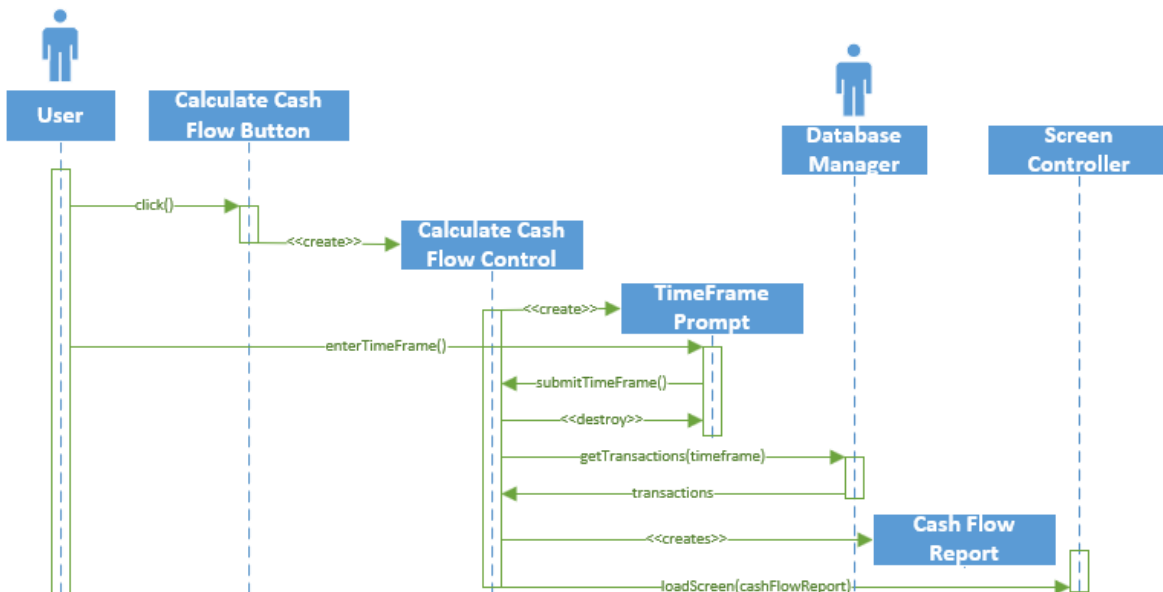 User
Calculate Cash
Flow Button
Database
Manager
Screen
Controller
click()
<<create>>
Calculate Cash
Flow Control
<<create>>
TimeFrame
Prompt
enterTimeFrame()
submitTimeFrame()
<<destroy>>
getTransactions(timeframe)
transactions
<<creates>>
Cash Flow
Report
loadScreen(cashFlowReport)